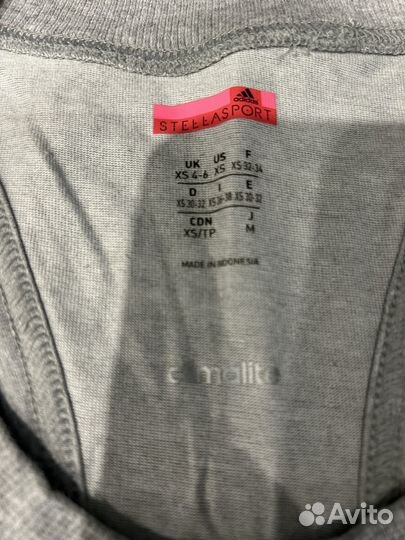 adidas
STELLASPORT
UK US F
XS 4-6 XS XS 32-34
D I E
XS 30-32 XS 36-38 XS 30-32
CDN J
XS/TP M
MADE IN INDONESIA
climalite
Avito